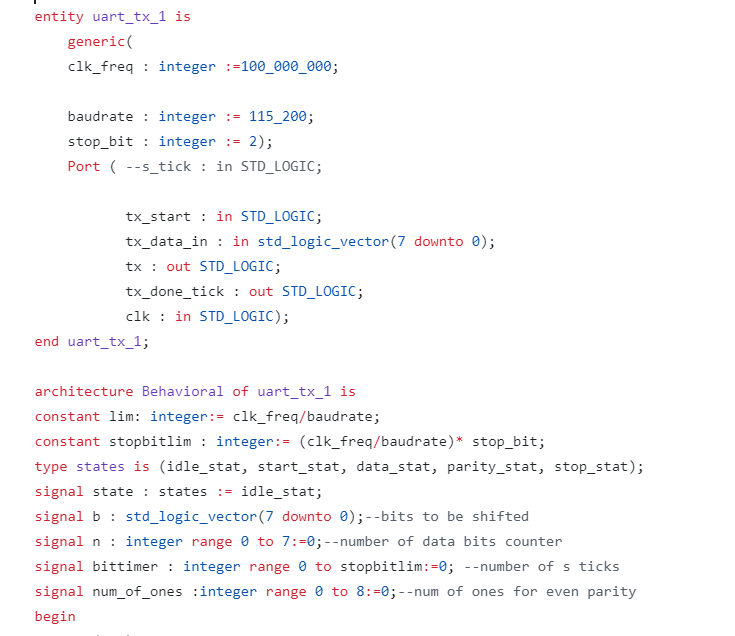 entity uart_tx_1 is
generic(
clk_freq : integer :=100_000_000;
baudrate : integer := 115_200;
stop_bit : integer := 2);
Port ( --s_tick : in STD_LOGIC;
tx_start : in STD_LOGIC;
tx_data_in : in std_logic_vector(7 downto 0);
tx : out STD_LOGIC;
tx_done_tick : out STD_LOGIC;
clk : in STD_LOGIC);
end uart_tx_1;
architecture Behavioral of uart_tx_1 is
constant lim: integer:= clk_freq/baudrate;
constant stopbitlim : integer:= (clk_freq/baudrate)* stop_bit;
type states is (idle_stat, start_stat, data_stat, parity_stat, stop_stat);
signal state : states := idle_stat;
signal b : std_logic_vector(7 downto 0);--bits to be shifted
signal n : integer range 0 to 7:=0;--number of data bits counter
signal bittimer : integer range 0 to stopbitlim:=0; --number of s ticks
signal num_of_ones :integer range 0 to 8:=0;--num of ones for even parity
begin